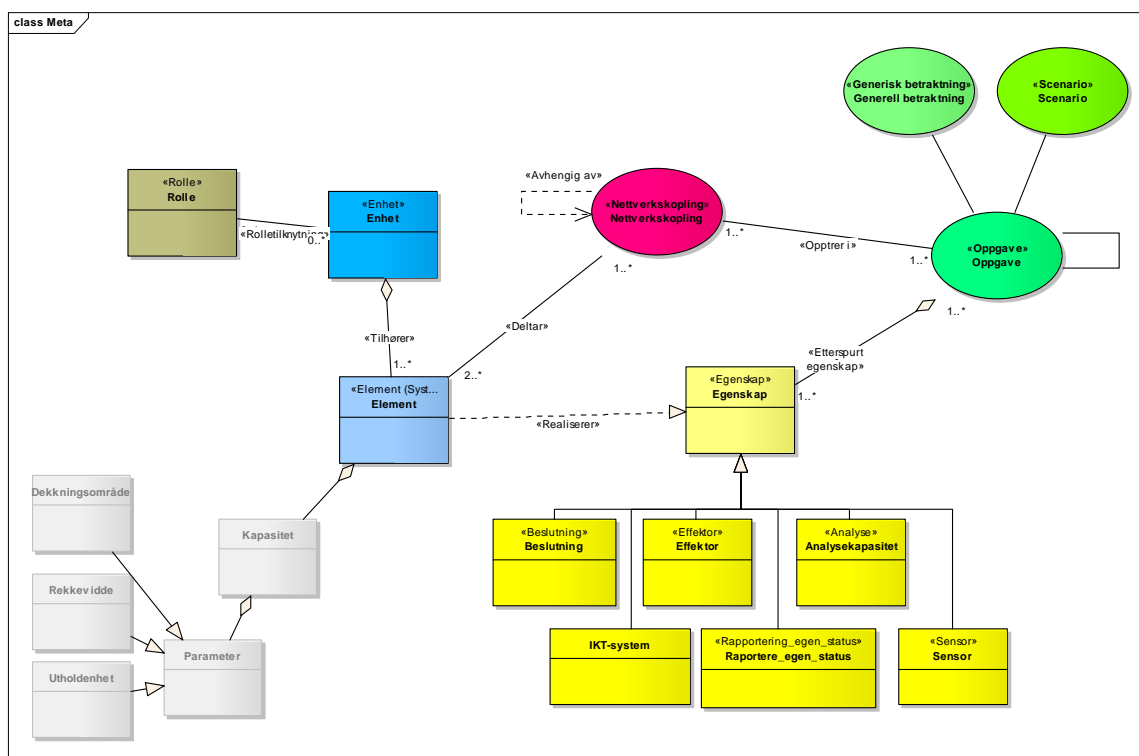 class Meta
«Generisk betraktning»
Generell betraktning
«Scenario»
Scenario
«Rolle»
Rolle
«Enhet»
Enhet
«Rolletilknytning»
0..*
«Avhengig av»
«Nettverkskopling»
Nettverkskopling
1..*
«Opptrer i»
1..*
«Oppgave»
Oppgave
1..*
«Tilhører»
1..*
1..*
«Deltar»
2..*
«Etterspurt
egenskap»
1..*
«Element (Syst...
Element
«Egenskap»
Egenskap
«Realiserer»
Dekkningsområde
Kapasitet
Rekkevidde
Parameter
Utholdenhet
«Beslutning»
Beslutning
«Effektor»
Effektor
«Analyse»
Analysekapasitet
IKT-system
«Rapportering_egen_status»
Raportere_egen_status
«Sensor»
Sensor